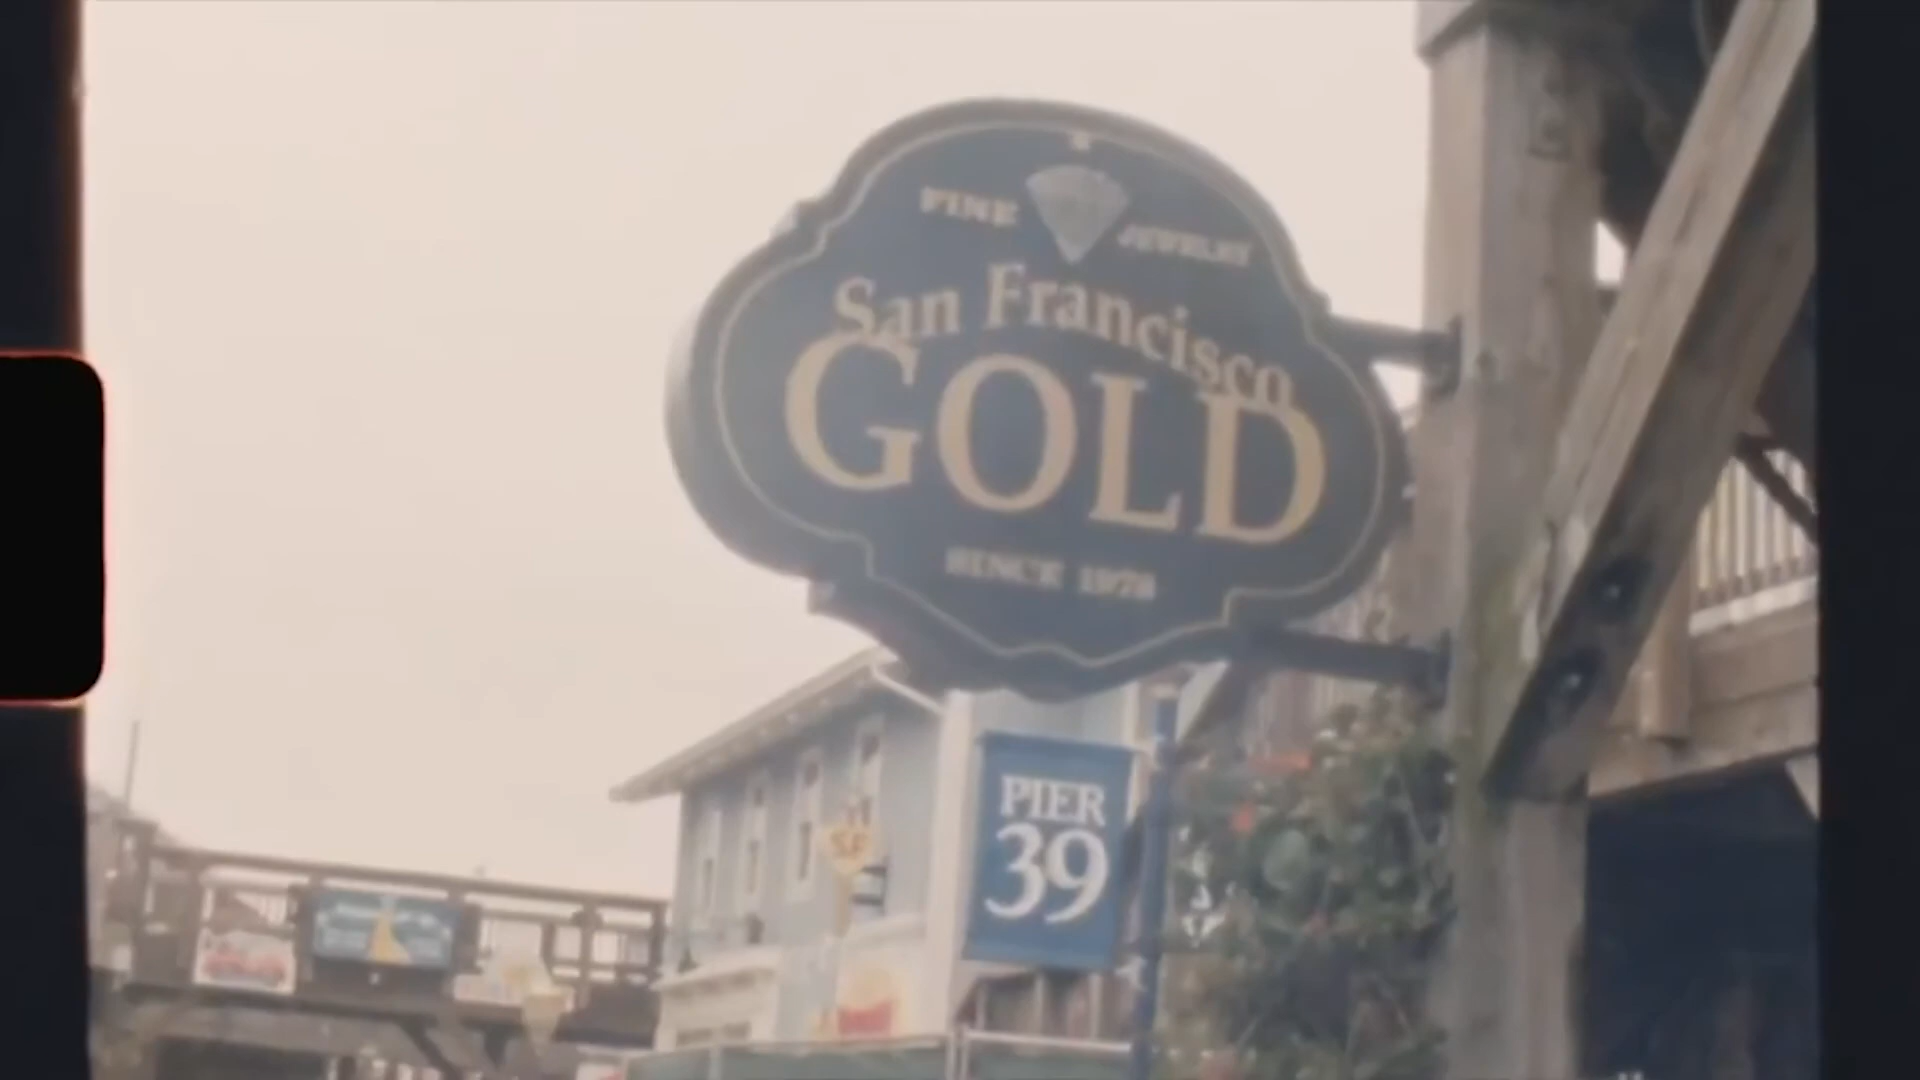 FINE JEWELRY
San Francisco
GOLD
SINCE 1978
PIER
39